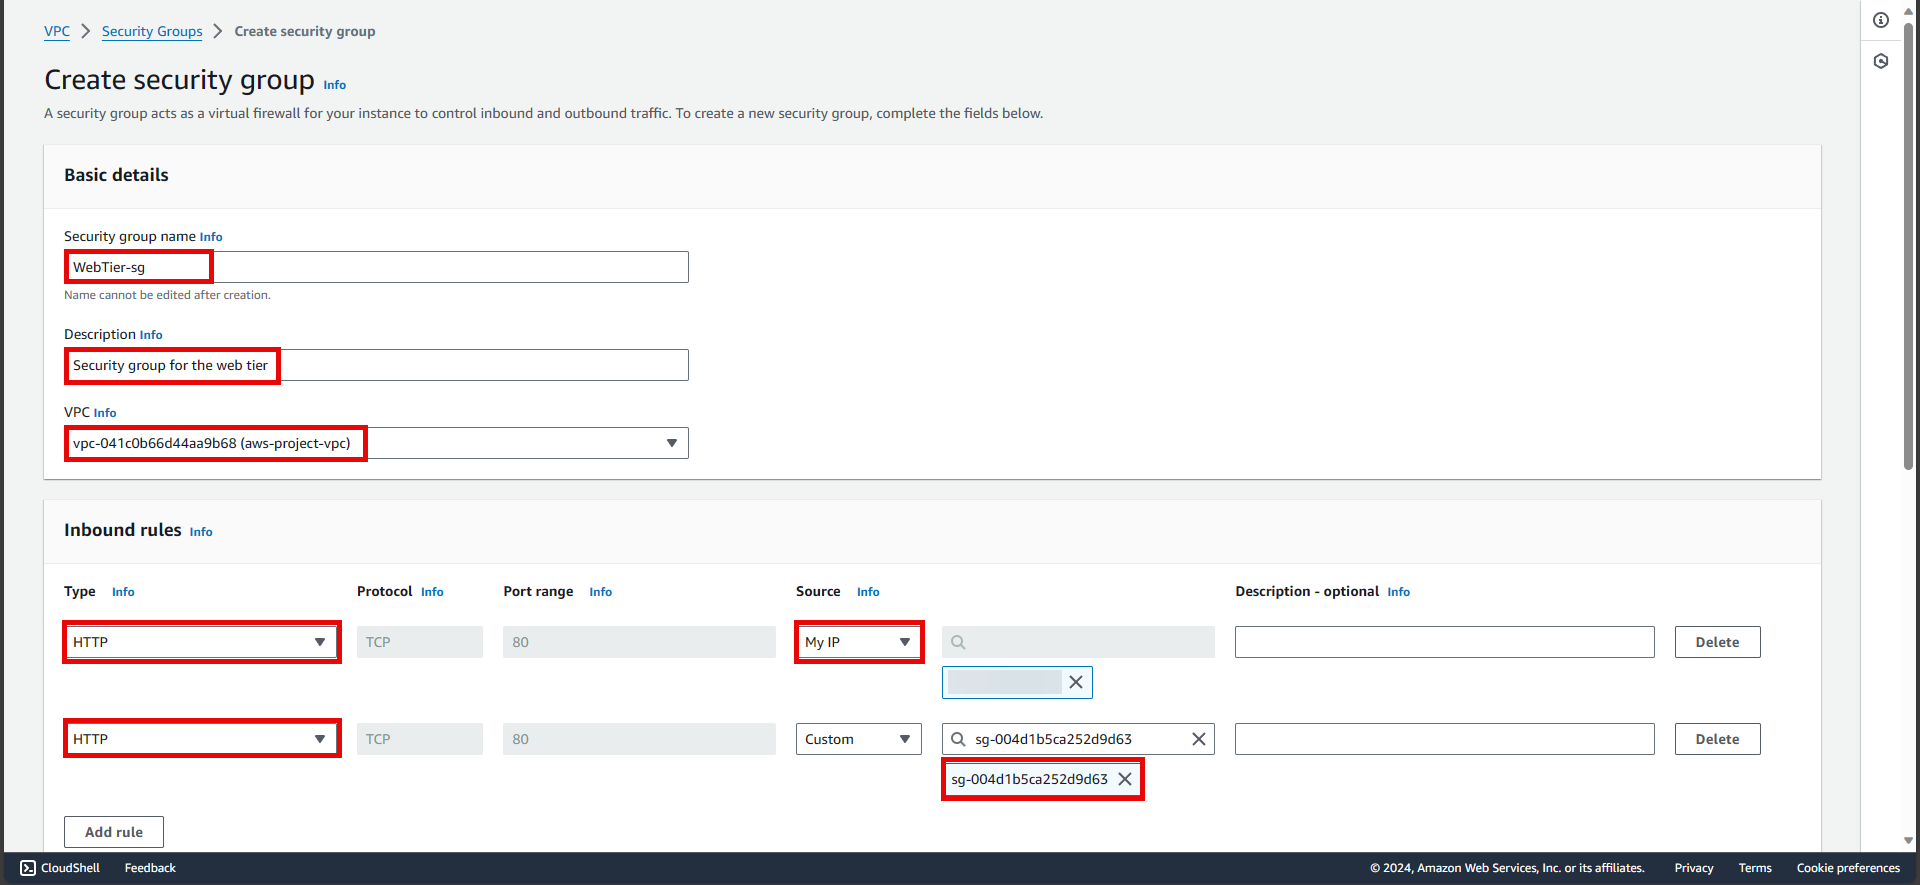 VPC > Security Groups > Create security group
Create security group Info
A security group acts as a virtual firewall for your instance to control inbound and outbound traffic. To create a new security group, complete the fields below.
Basic details
Security group name Info
WebTier-sg
Name cannot be edited after creation.
Description Info
Security group for the web tier
VPC Info
vpc-041c0b66d44aa9b68 (aws-project-vpc)
Inbound rules Info
Type Info Protocol Info Port range Info Source Info Description - optional Info
HTTP TCP 80 My IP Delete
HTTP TCP 80 Custom sg-004d1b5ca252d9d63 Delete
sg-004d1b5ca252d9d63
Add rule
CloudShell Feedback © 2024, Amazon Web Services, Inc. or its affiliates. Privacy Terms Cookie preferences